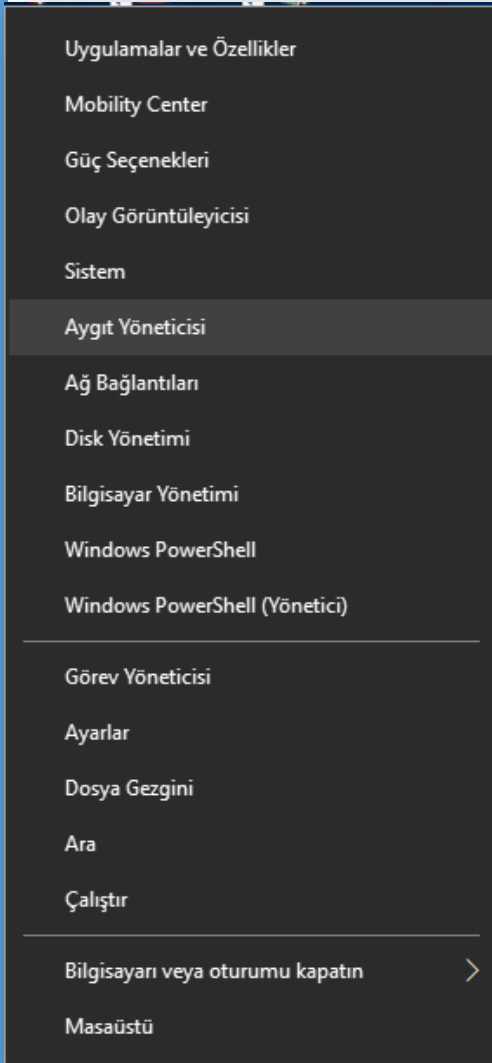 Uygulamalar ve Özellikler
Mobility Center
Güç Seçenekleri
Olay Görüntüleyicisi
Sistem
Aygıt Yöneticisi
Ağ Bağlantıları
Disk Yönetimi
Bilgisayar Yönetimi
Windows PowerShell
Windows PowerShell (Yönetici)
Görev Yöneticisi
Ayarlar
Dosya Gezgini
Ara
Çalıştır
Bilgisayarı veya oturumu kapatın
Masaüstü